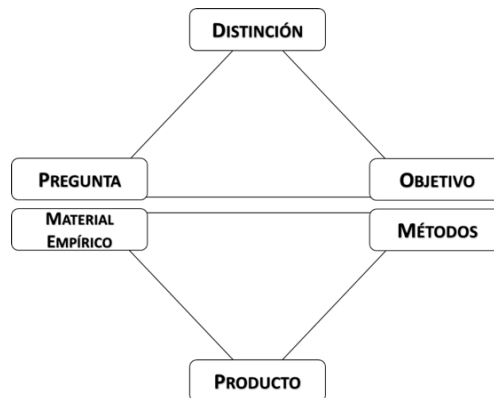 DISTINCIÓN
PREGUNTA
OBJETIVO
MATERIAL
EMPÍRICO
MÉTODOS
PRODUCTO